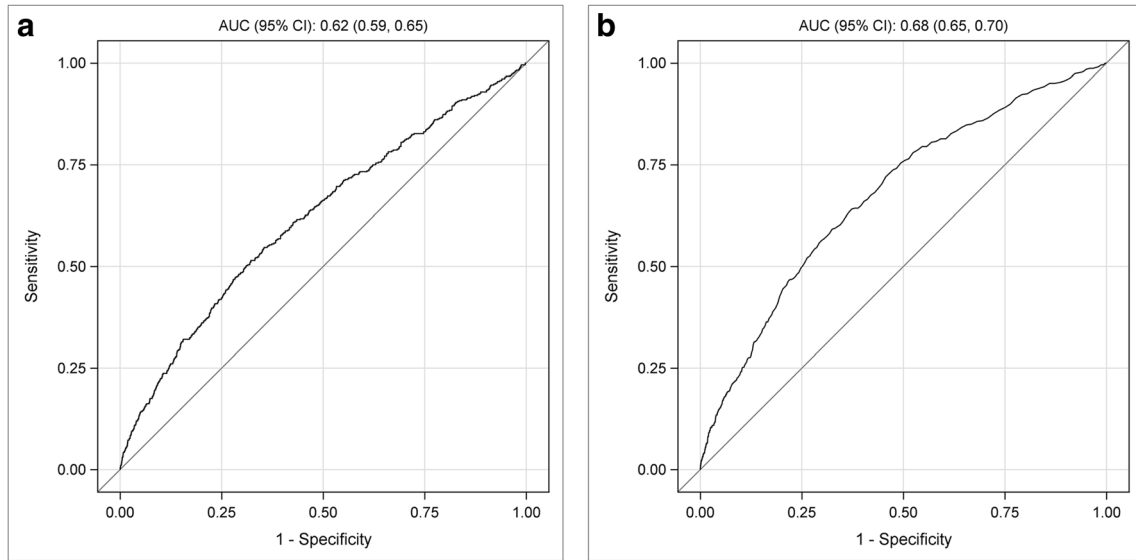 a
AUC (95% CI): 0.62 (0.59, 0.65)
1.00
0.75
0.50
0.25
0.00
Sensitivity
0.00 0.25 0.50 0.75 1.00
1 - Specificity
b
AUC (95% CI): 0.68 (0.65, 0.70)
1.00
0.75
0.50
0.25
0.00
Sensitivity
0.00 0.25 0.50 0.75 1.00
1 - Specificity